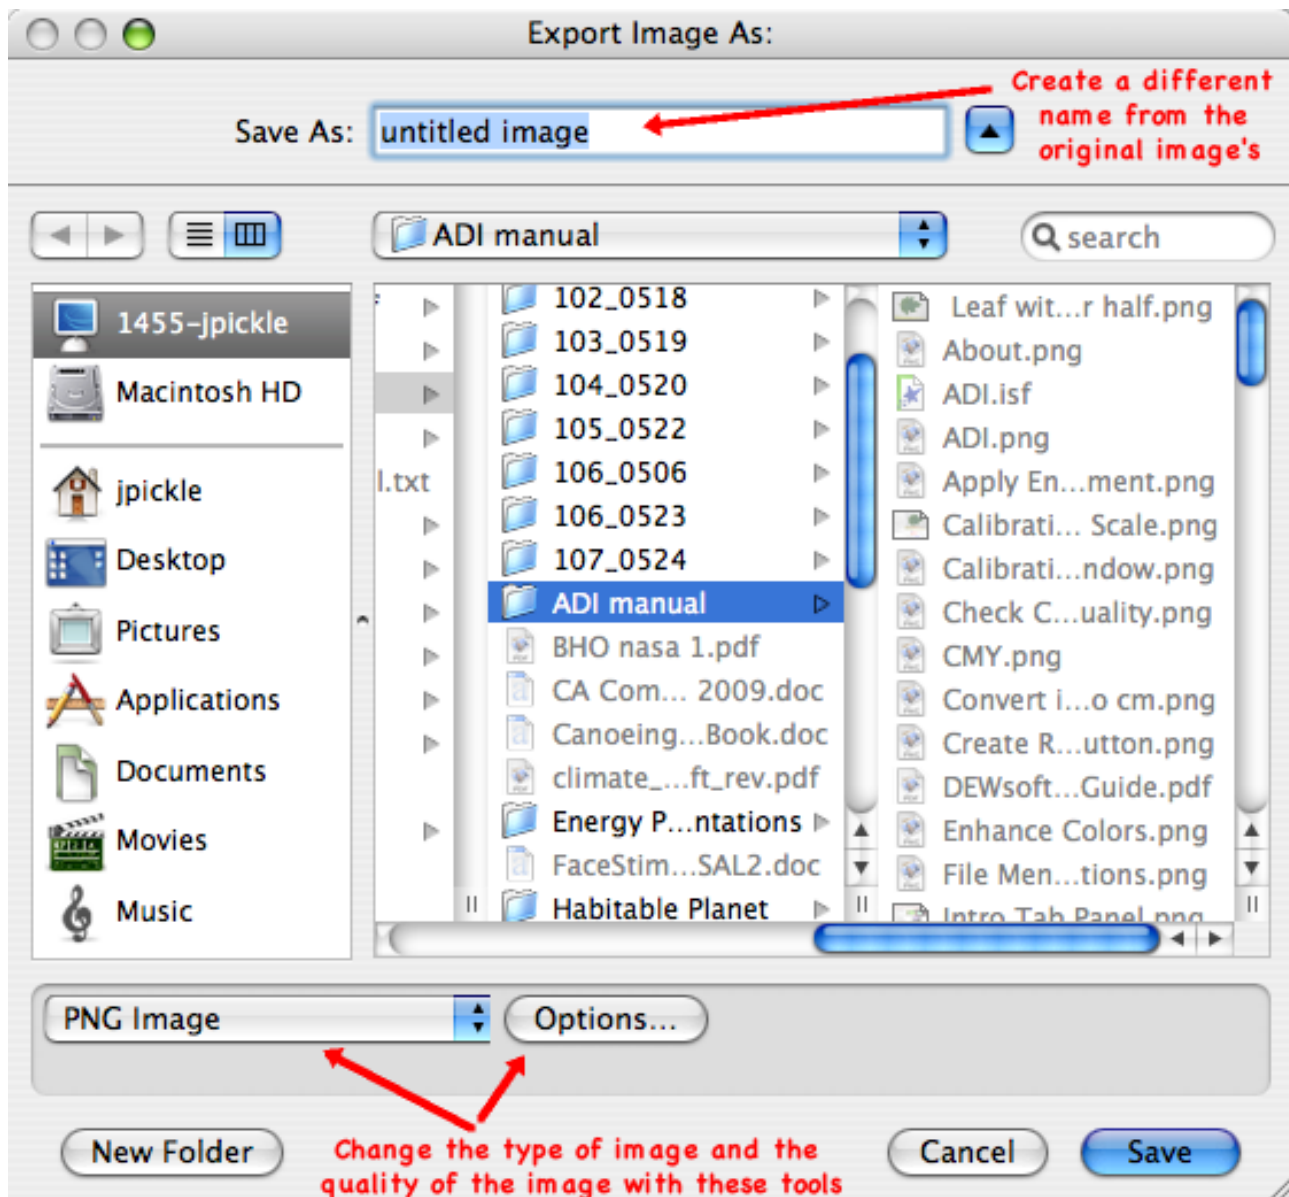 Export Image As:
Create a different
name from the
original image's
Save As: untitled image
ADI manual
search
1455-jpickle
Macintosh HD
jpickle
Desktop
Pictures
Applications
Documents
Movies
Music
l.txt
102_0518
103_0519
104_0520
105_0522
106_0506
106_0523
107_0524
ADI manual
BHO nasa 1.pdf
CA Com... 2009.doc
Canoeing...Book.doc
climate_...ft_rev.pdf
Energy P...ntations
FaceStim...SAL2.doc
Habitable Planet
Leaf wit...r half.png
About.png
ADI.isf
ADI.png
Apply En...ment.png
Calibrati... Scale.png
Calibrati...ndow.png
Check C...uality.png
CMY.png
Convert i...o cm.png
Create R...utton.png
DEWsoft...Guide.pdf
Enhance Colors.png
File Men...tions.png
Intro Tab Panel.png
PNG Image
Options...
Change the type of image and the
quality of the image with these tools
New Folder
Cancel
Save